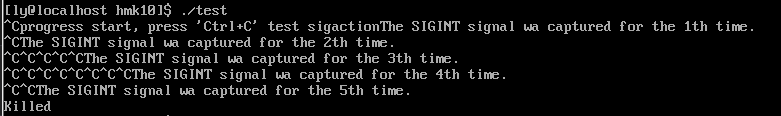 [ly@localhost hmk10]$ ./test
^Cprogress start, press 'Ctrl+C' test sigactionThe SIGINT signal wa captured for the 1th time.
^CThe SIGINT signal wa captured for the 2th time.
^C^C^C^C^CThe SIGINT signal wa captured for the 3th time.
^C^C^C^C^C^C^C^CThe SIGINT signal wa captured for the 4th time.
^C^CThe SIGINT signal wa captured for the 5th time.
Killed